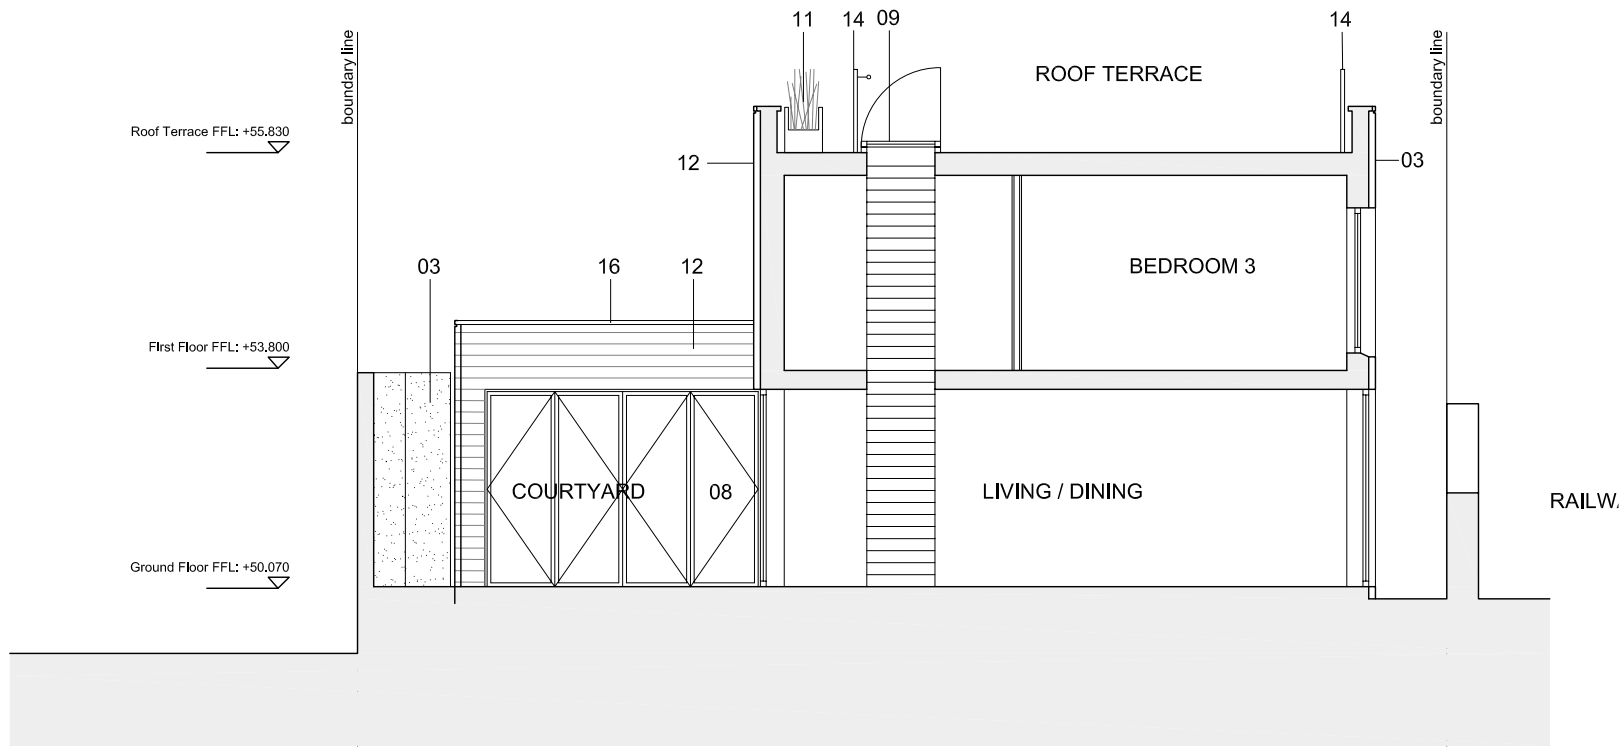 11 14 09 14
boundary line
boundary line
ROOF TERRACE
Roof Terrace FFL: +55.830
12
03
03 16 12
BEDROOM 3
First Floor FFL: +53.800
COURTYARD 08
LIVING / DINING
RAILW
Ground Floor FFL: +50.070